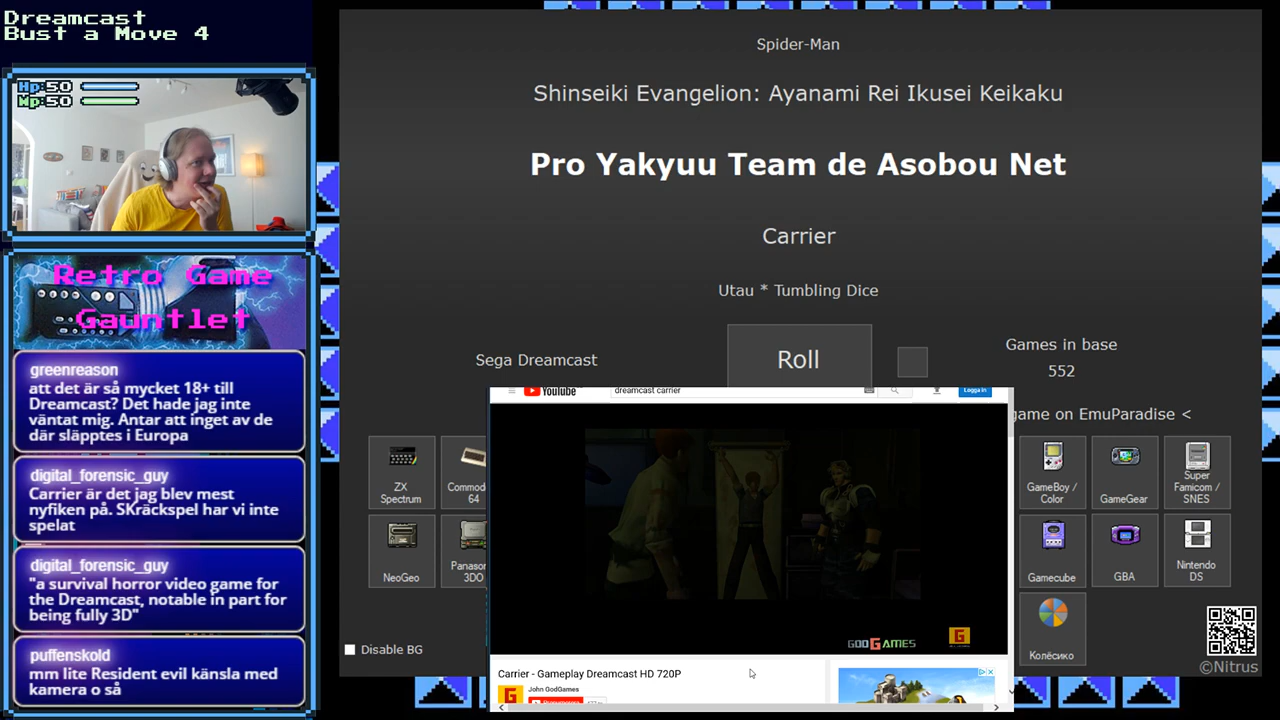 Dreamcast
Bust a Move 4
Hp:50
Mp:50
Retro Game
Gauntlet
greenreason
att det är så mycket 18+ till
Dreamcast? Det hade jag inte
väntat mig. Antar att inget av de
där släpptes i Europa
digital_forensic_guy
Carrier är det jag blev mest
nyfiken på. SKräckspel har vi inte
spelat
digital_forensic_guy
"a survival horror video game for
the Dreamcast, notable in part for
being fully 3D"
puffenskold
mm lite Resident evil känsla med
kamera o så
Spider-Man
Shinseiki Evangelion: Ayanami Rei Ikusei Keikaku
Pro Yakyuu Team de Asobou Net
Carrier
Utau * Tumbling Dice
Sega Dreamcast
Roll
Games in base
552
game on EmuParadise <
ZX
Spectrum
Commod
64
NeoGeo
Panaso
3DO
GameBoy /
Color
GameGear
Super
Famicom /
SNES
Gamecube
GBA
Nintendo
DS
Колёсико
Disable BG
©Nitrus
YouTube
dreamcast carrier
Logga in
GODGAMES
G
Carrier - Gameplay Dreamcast HD 720P
G
John GodGames